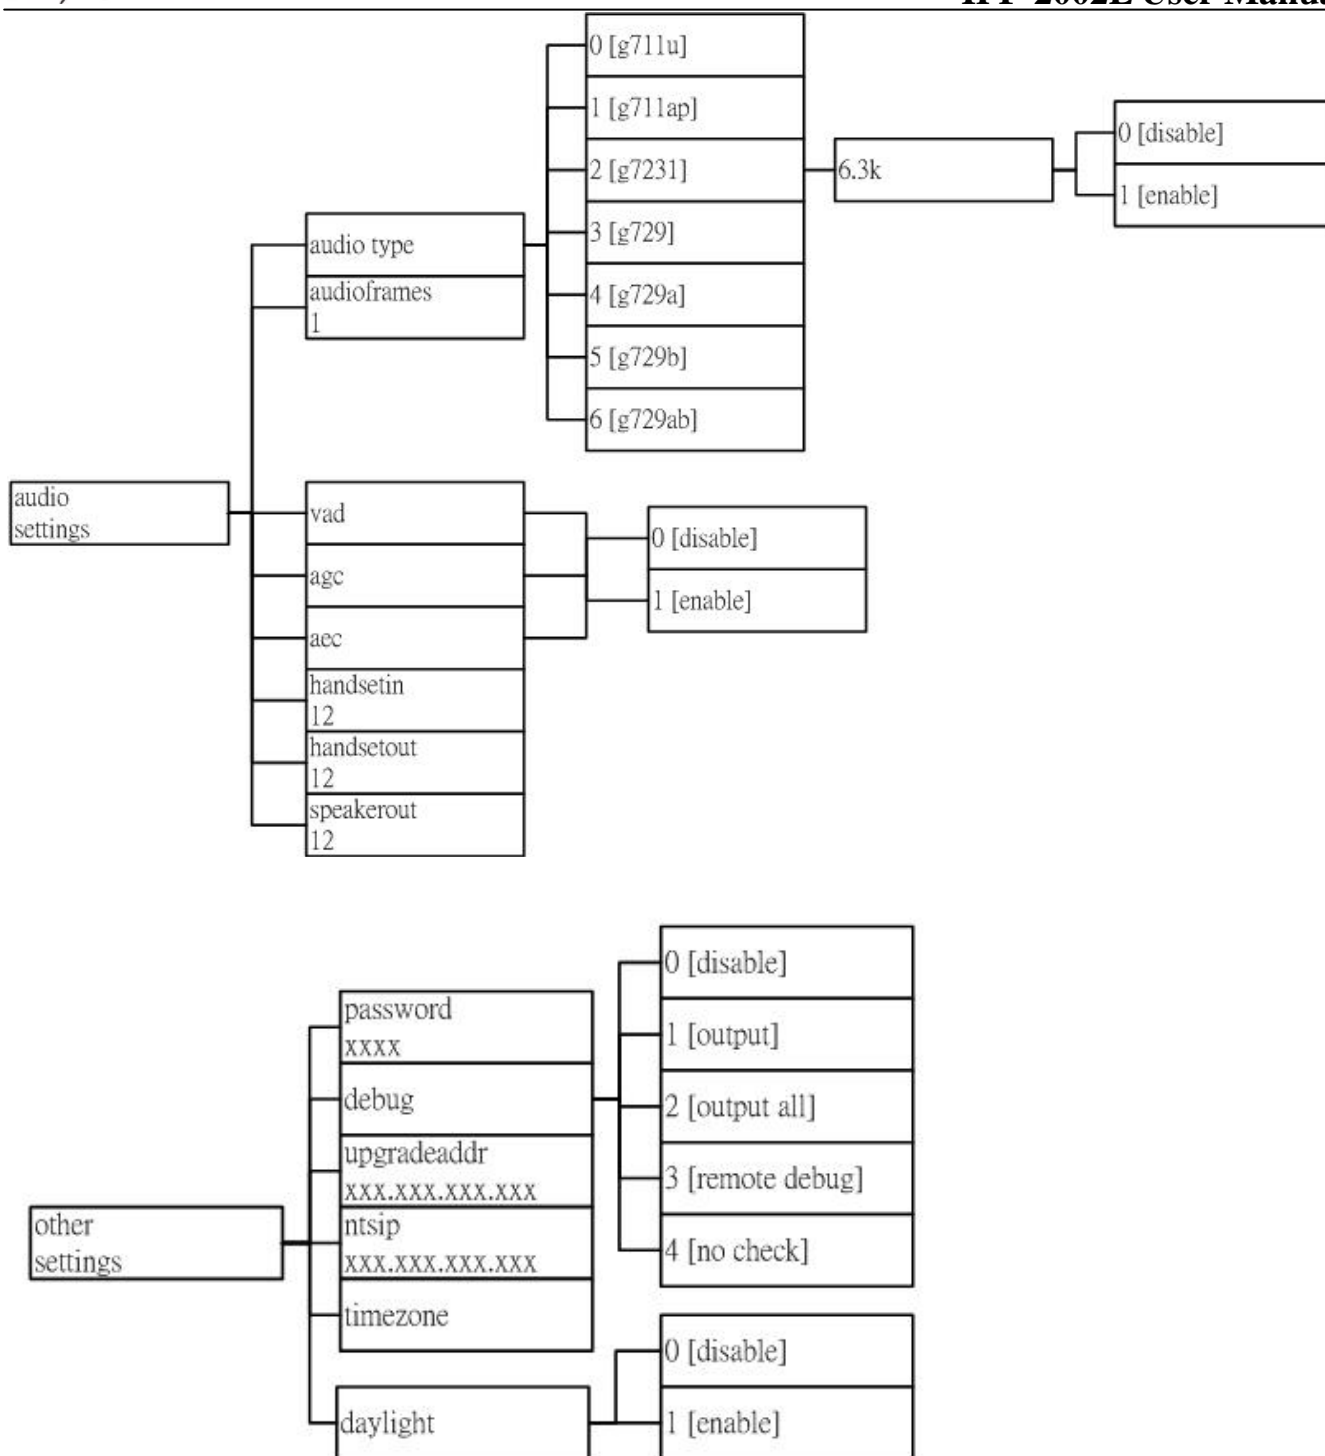 User Manua
0 [g711u]
1 [g711ap]
2 [g7231]
3 [g729]
4 [g729a]
5 [g729b]
6 [g729ab]
6.3k
0 [disable]
1 [enable]
audio type
audioframes
1
audio
settings
vad
agc
aec
handsetin
12
handsetout
12
speakerout
12
0 [disable]
1 [enable]
other
settings
password
xxxx
debug
upgradeaddr
xxx.xxx.xxx.xxx
ntsip
xxx.xxx.xxx.xxx
timezone
daylight
0 [disable]
1 [output]
2 [output all]
3 [remote debug]
4 [no check]
0 [disable]
1 [enable]